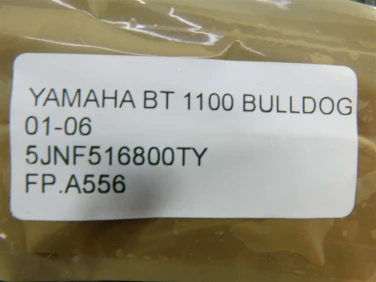 YAMAHA BT 1100 BULLDOG
01-06
5JNF516800TY
FP.A556